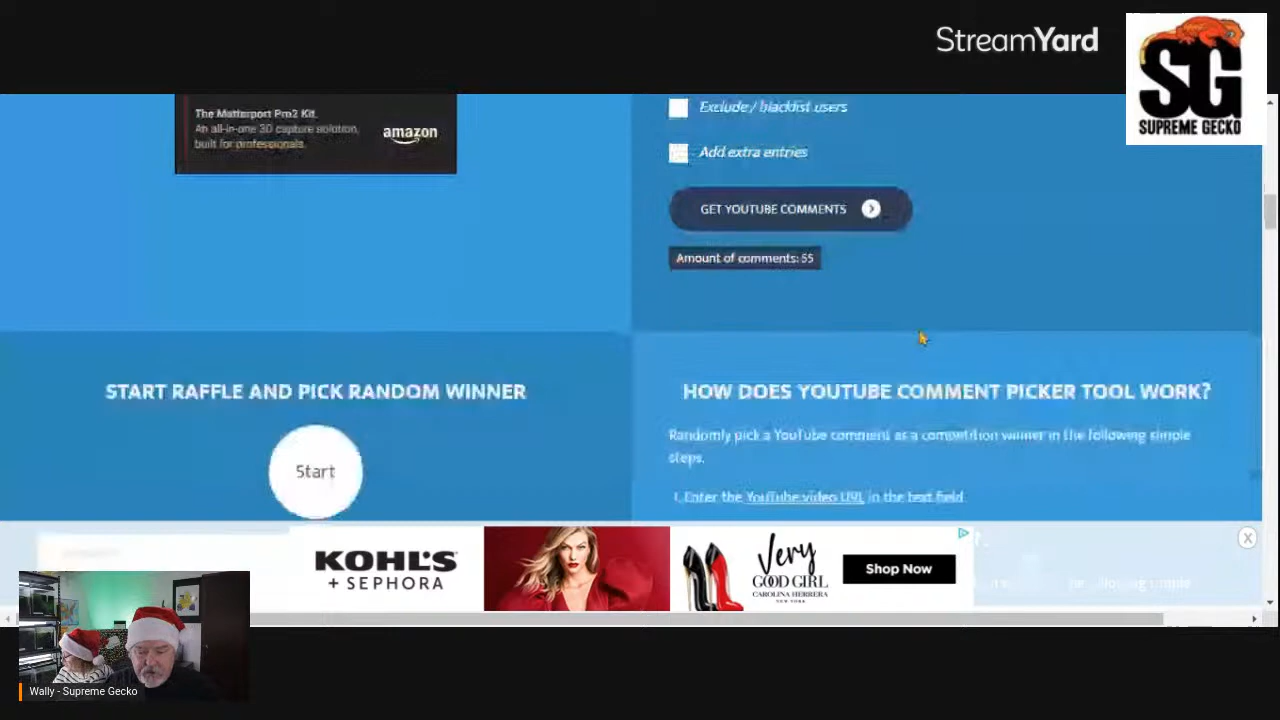 StreamYard
SG
SUPREME GECKO
The Matterport Pro2 Kit.
An all-in-one 3D capture solution,
built for professionals.
amazon
Exclude / blacklist users
Add extra entries
GET YOUTUBE COMMENTS
Amount of comments: 55
START RAFFLE AND PICK RANDOM WINNER
Start
HOW DOES YOUTUBE COMMENT PICKER TOOL WORK?
Randomly pick a YouTube comment as a competition winner in the following simple
steps.
1. Enter the YouTube video URL in the text field
KOHL'S
+ SEPHORA
Very
GOOD GIRL
CAROLINA HERRERA
NEW YORK
Shop Now
X
Wally - Supreme Gecko